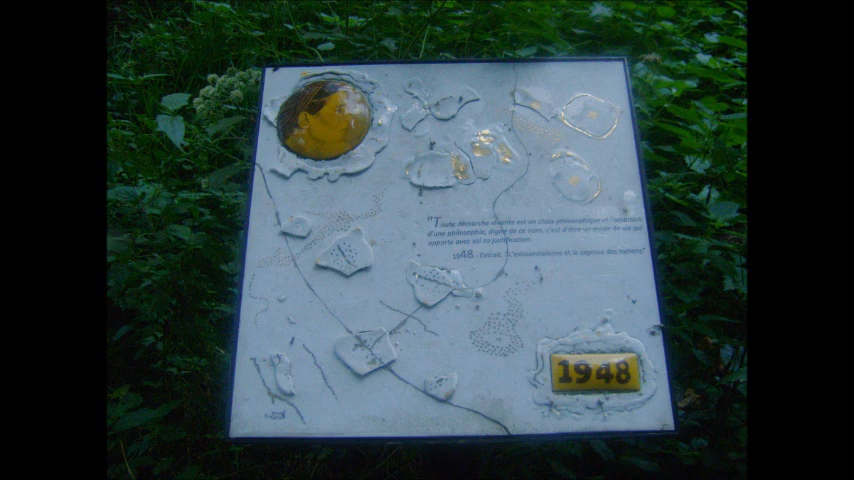 "Toute démarche vivante est un choix philosophique et l'ambition
d'une philosophie, digne de ce nom, c'est d'être un mode de vie qui
apporte avec soi sa justification.
1948 - Extrait, "L'existentialisme et la sagesse des nations"
1948